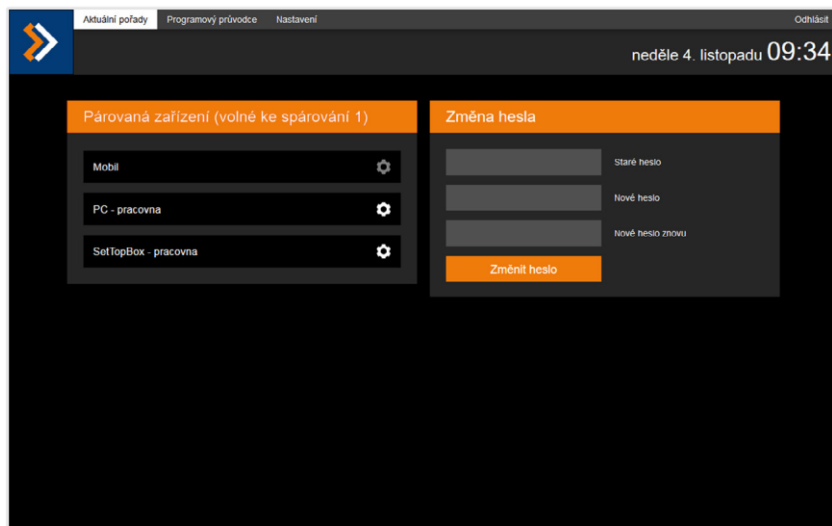 Aktuální pořady Programový průvodce Nastavení Odhlásit
neděle 4. listopadu 09:34
Párovaná zařízení (volné ke spárování 1)
Mobil
PC - pracovna
SetTopBox - pracovna
Změna hesla
Staré heslo
Nové heslo
Nové heslo znovu
Změnit heslo